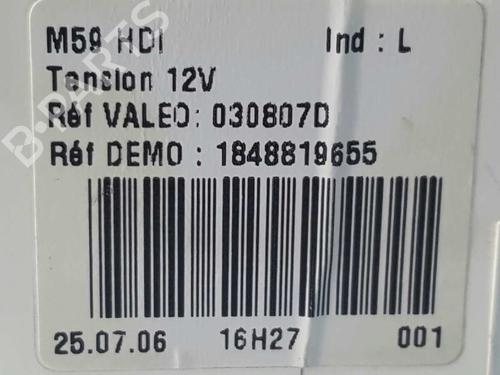 M59 HDI Ind : L
Tension 12V
Réf VALEO: 030807D
Réf DEMO : 1848819655
25.07.06 16H27 001
B-PARTS